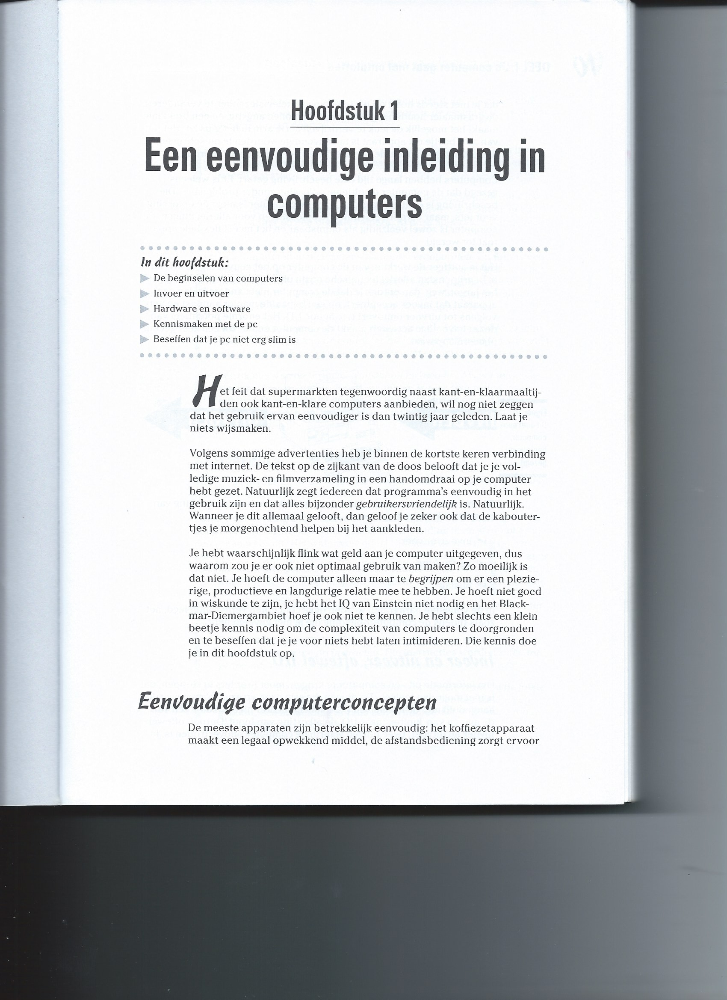 Hoofdstuk 1
Een eenvoudige inleiding in
computers
In dit hoofdstuk:
De beginselen van computers
Invoer en uitvoer
Hardware en software
Kennismaken met de pc
Beseffen dat je pc niet erg slim is
Het feit dat supermarkten tegenwoordig naast kant-en-klaarmaaltij-
den ook kant-en-klare computers aanbieden, wil nog niet zeggen
dat het gebruik ervan eenvoudiger is dan twintig jaar geleden. Laat je
niets wijsmaken.
Volgens sommige advertenties heb je binnen de kortste keren verbinding
met internet. De tekst op de zijkant van de doos belooft dat je je vol-
ledige muziek- en filmverzameling in een handomdraai op je computer
hebt gezet. Natuurlijk zegt iedereen dat programma's eenvoudig in het
gebruik zijn en dat alles bijzonder gebruikersvriendelijk is. Natuurlijk.
Wanneer je dit allemaal gelooft, dan geloof je zeker ook dat de kabouter-
tjes je morgenochtend helpen bij het aankleden.
Je hebt waarschijnlijk flink wat geld aan je computer uitgegeven, dus
waarom zou je er ook niet optimaal gebruik van maken? Zo moeilijk is
dat niet. Je hoeft de computer alleen maar te begrijpen om er een plezie-
rige, productieve en langdurige relatie mee te hebben. Je hoeft niet goed
in wiskunde te zijn, je hebt het IQ van Einstein niet nodig en het Black-
mar-Diemergambiet hoef je ook niet te kennen. Je hebt slechts een klein
beetje kennis nodig om de complexiteit van computers te doorgronden
en te beseffen dat je je voor niets hebt laten intimideren. Die kennis doe
je in dit hoofdstuk op.
Eenvoudige computerconcepten
De meeste apparaten zijn betrekkelijk eenvoudig: het koffiezetapparaat
maakt een legaal opwekkend middel, de afstandsbediening zorgt ervoor